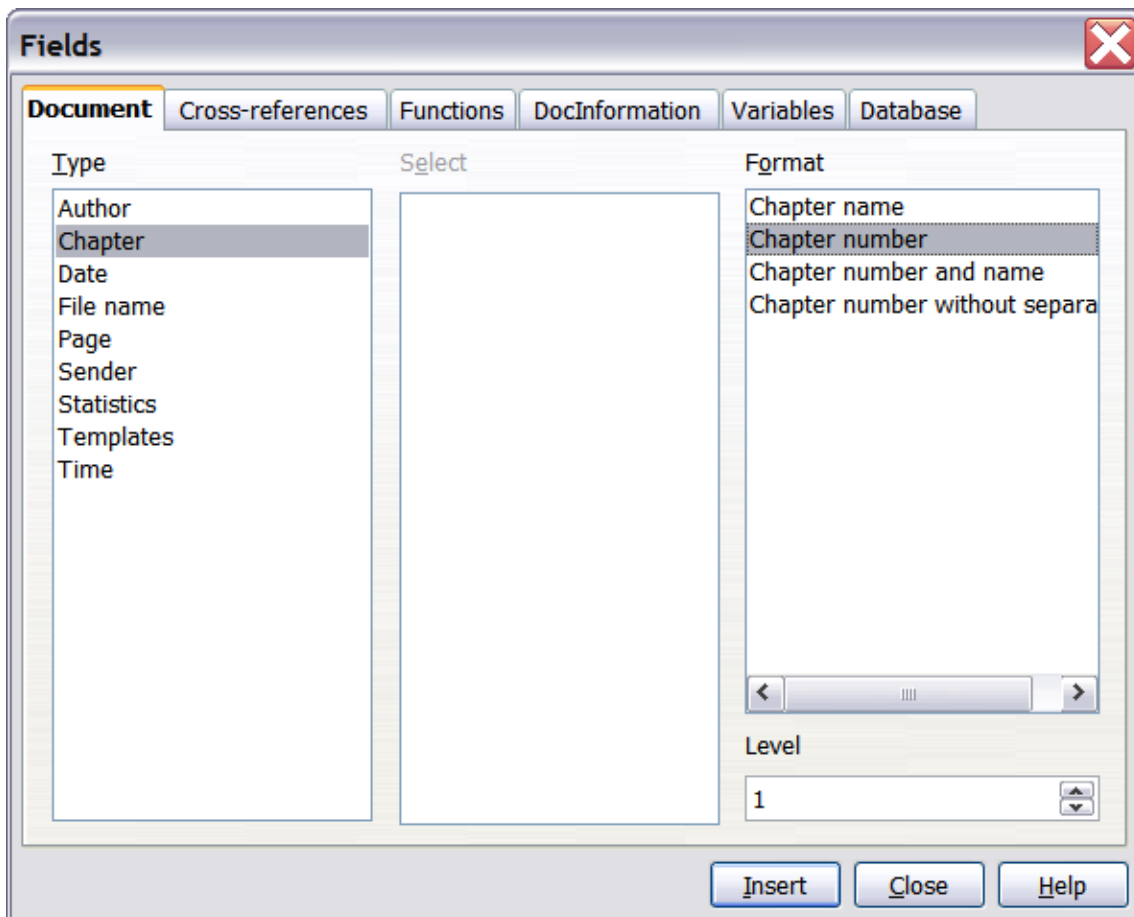 Fields
Document Cross-references Functions DocInformation Variables Database
Type Select Format
Author
Chapter
Date
File name
Page
Sender
Statistics
Templates
Time
Chapter name
Chapter number
Chapter number and name
Chapter number without separa
Level
1
Insert Close Help